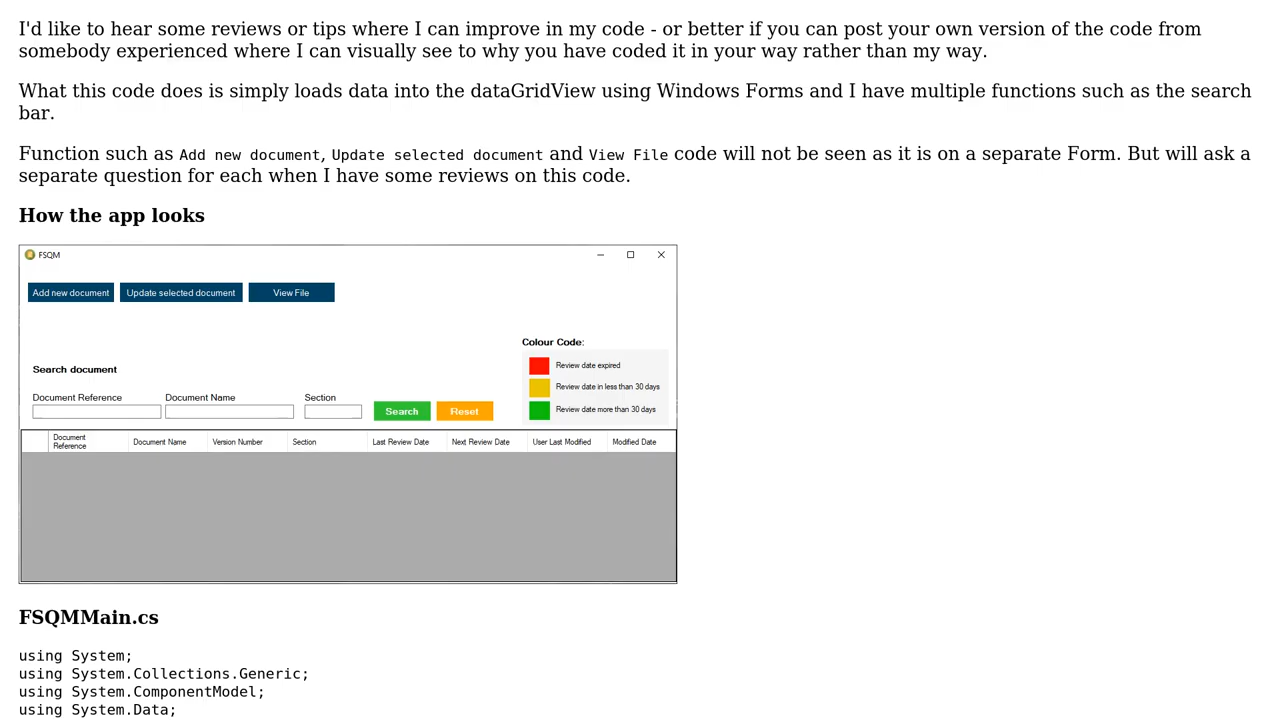 I'd like to hear some reviews or tips where I can improve in my code - or better if you can post your own version of the code from
somebody experienced where I can visually see to why you have coded it in your way rather than my way.
What this code does is simply loads data into the dataGridView using Windows Forms and I have multiple functions such as the search
bar.
Function such as Add new document, Update selected document and View File code will not be seen as it is on a separate Form. But will ask a
separate question for each when I have some reviews on this code.
How the app looks
FSQM
Add new document Update selected document View File
Colour Code:
Review date expired
Review date in less than 30 days
Review date more than 30 days
Search document
Document Reference Document Name Section
Search Reset
Document
Reference Document Name Version Number Section Last Review Date Next Review Date User Last Modified Modified Date
FSQMMain.cs
using System;
using System.Collections.Generic;
using System.ComponentModel;
using System.Data;